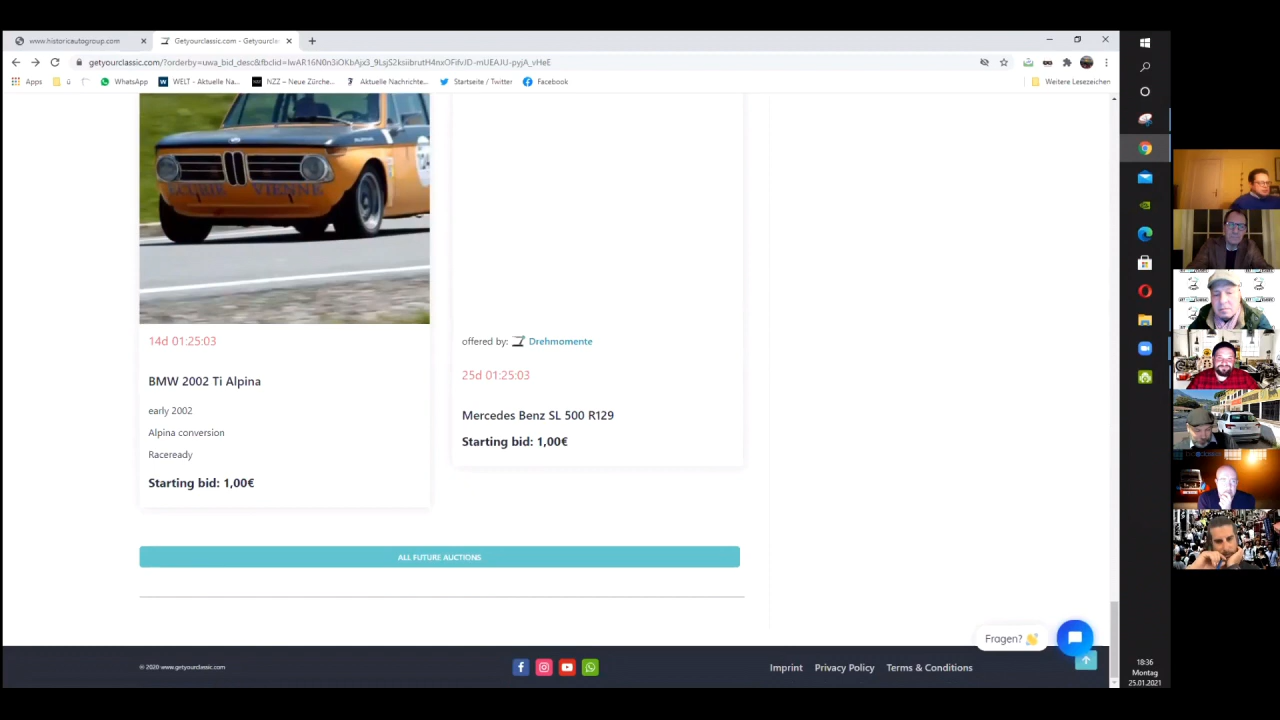 www.historicautogroup.com
Getyourclassic.com - Getyourcla
getyourclassic.com/?orderby=uwa_bid_desc&fbclid=IwAR16N0n3iOKbAjx3_9LsjS2ksiibrutH4nxOFifvJD-mUEAJU-pyjA_vHeE
Apps
ü
WhatsApp
WELT - Aktuelle Na...
NZZ – Neue Zürche...
Aktuelle Nachrichte...
Startseite / Twitter
Facebook
Weitere Lesezeichen
ECURIE VIENNE
14d 01:25:03
BMW 2002 Ti Alpina
early 2002
Alpina conversion
Raceready
Starting bid: 1,00€
offered by: Drehmomente
25d 01:25:03
Mercedes Benz SL 500 R129
Starting bid: 1,00€
ALL FUTURE AUCTIONS
Fragen? 👋
© 2020 www.getyourclassic.com
Imprint
Privacy Policy
Terms & Conditions
18:36
Montag
25.01.2021